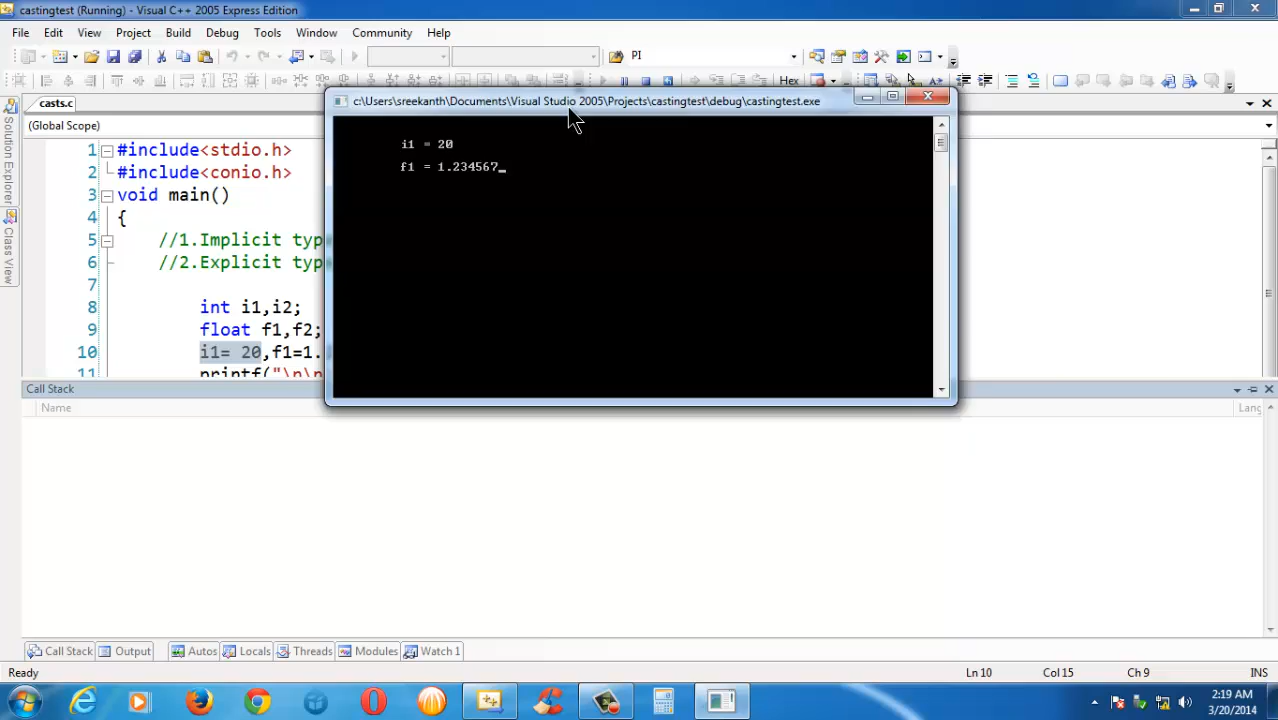 castingtest (Running) - Visual C++ 2005 Express Edition
File Edit View Project Build Debug Tools Window Community Help
PI
Hex
casts.c
(Global Scope)
c:\Users\sreekanth\Documents\Visual Studio 2005\Projects\castingtest\debug\castingtest.exe
i1 = 20
f1 = 1.234567_
Solution Explorer
Class View
1 #include<stdio.h>
2 #include<conio.h>
3 void main()
4 {
5 //1.Implicit typ
6 //2.Explicit typ
7
8 int i1,i2;
9 float f1,f2;
10 i1= 20,f1=1.
11 printf("\n\n
Call Stack
Name Lang
Call Stack Output Autos Locals Threads Modules Watch 1
Ready Ln 10 Col 15 Ch 9 INS
2:19 AM
3/20/2014